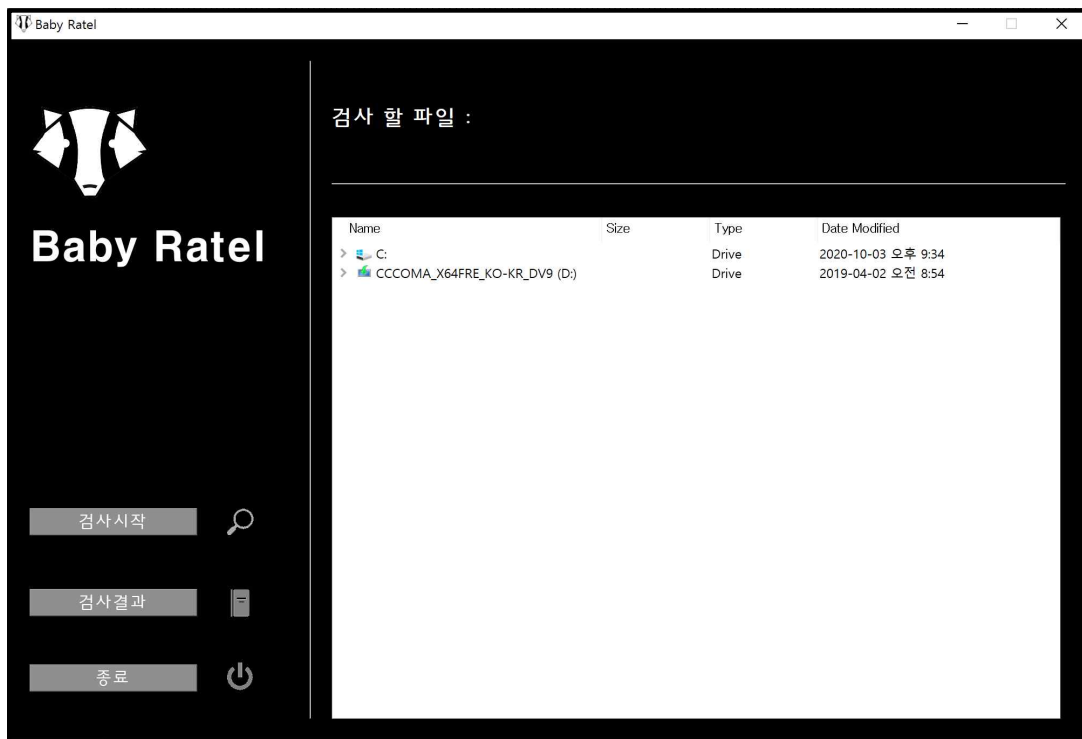 Baby Ratel
Baby Ratel
검사시작
검사결과
종료
검사 할 파일 :
Name Size Type Date Modified
C: Drive 2020-10-03 오후 9:34
CCCOMA_X64FRE_KO-KR_DV9 (D:) Drive 2019-04-02 오전 8:54